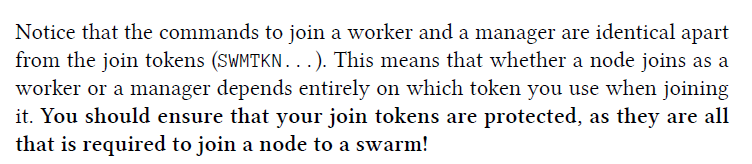 Notice that the commands to join a worker and a manager are identical apart
from the join tokens (SWMTKN...). This means that whether a node joins as a
worker or a manager depends entirely on which token you use when joining
it. You should ensure that your join tokens are protected, as they are all
that is required to join a node to a swarm!